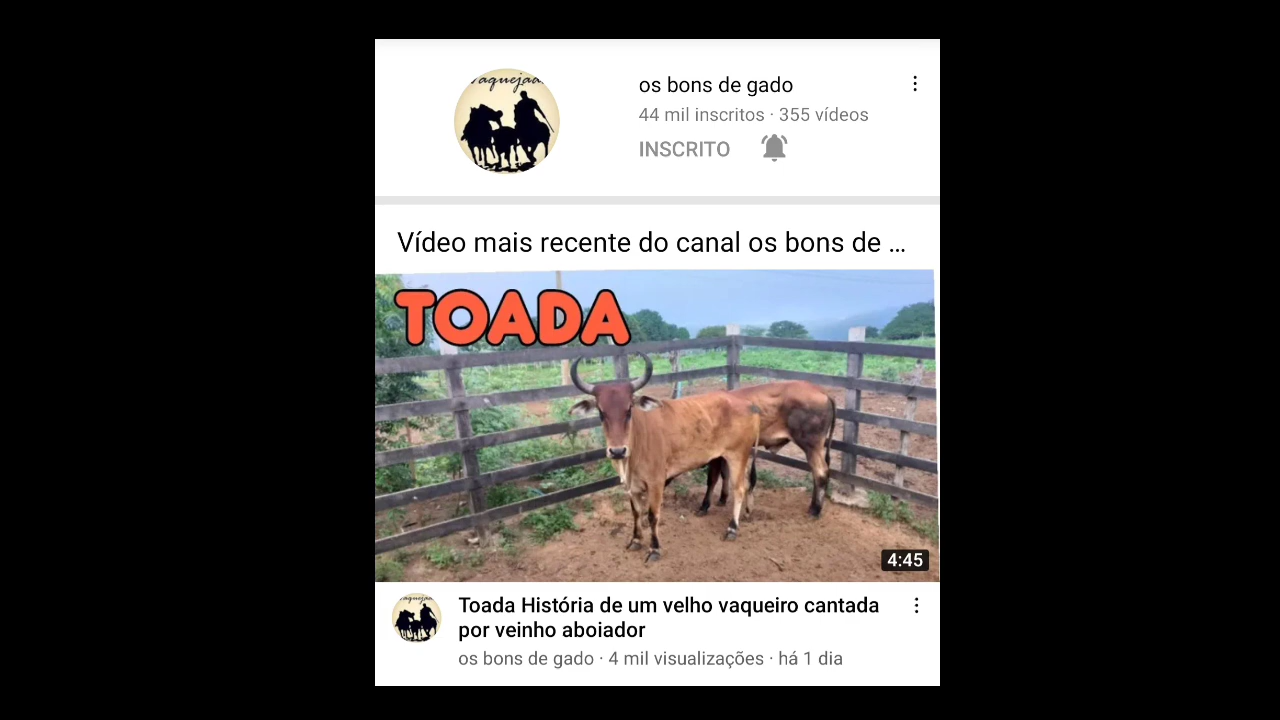 os bons de gado
44 mil inscritos · 355 vídeos
INSCRITO
Vídeo mais recente do canal os bons de ...
TOADA
4:45
Toada História de um velho vaqueiro cantada
por veinho aboiador
os bons de gado · 4 mil visualizações · há 1 dia